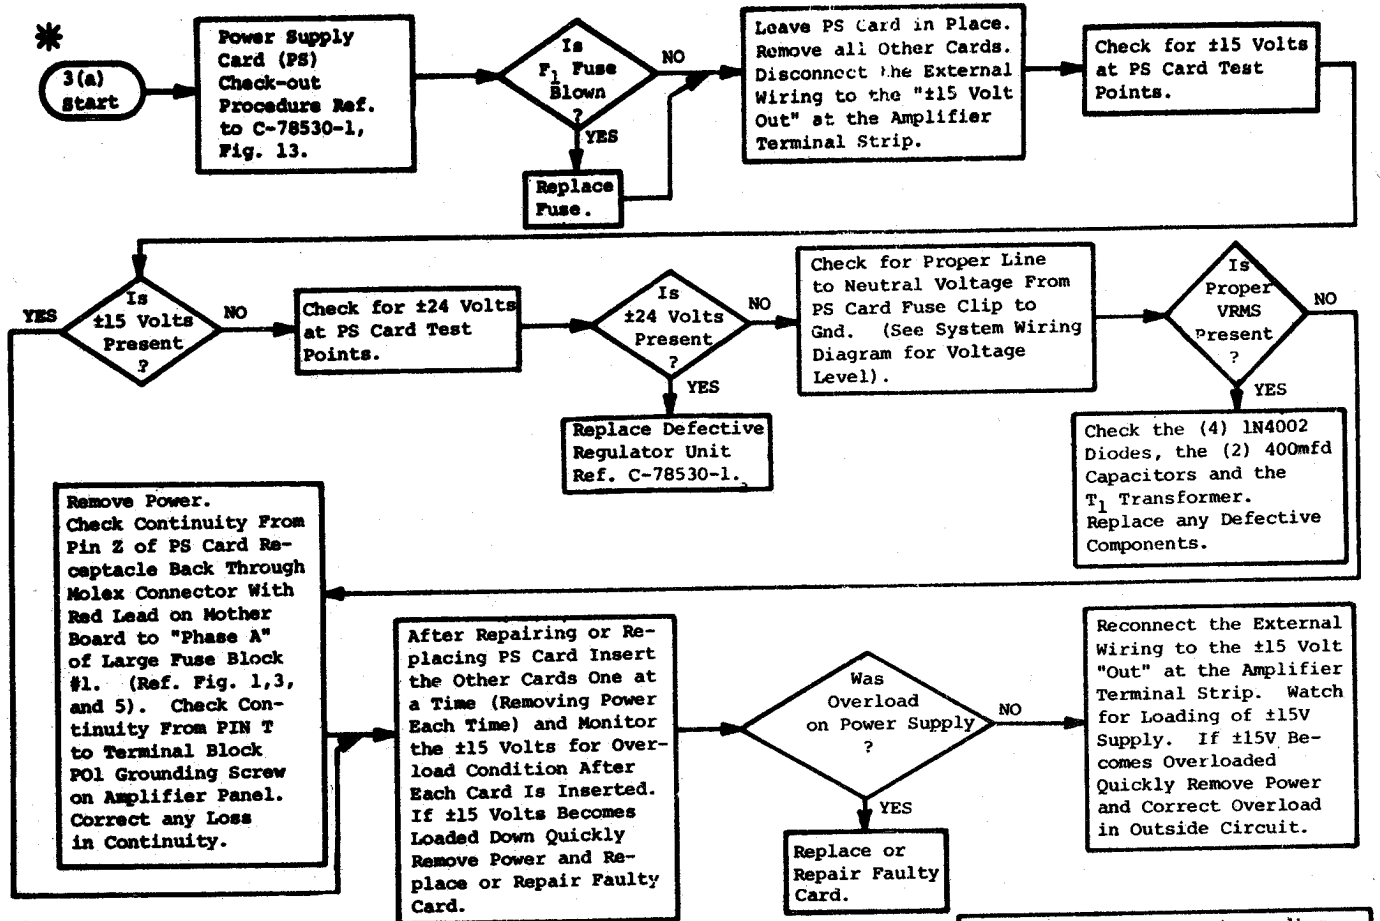 3(a)
Start
Power Supply
Card (PS)
Check-out
Procedure Ref.
to C-78530-1,
Fig. 13.
Is
F1 Fuse
Blown
?
NO
YES
Replace
Fuse.
Leave PS Card in Place.
Remove all Other Cards.
Disconnect the External
Wiring to the "±15 Volt
Out" at the Amplifier
Terminal Strip.
Check for ±15 Volts
at PS Card Test
Points.
YES
Is
±15 Volts
Present
?
NO
Check for ±24 Volts
at PS Card Test
Points.
Is
±24 Volts
Present
?
NO
YES
Replace Defective
Regulator Unit
Ref. C-78530-1.
Check for Proper Line
to Neutral Voltage From
PS Card Fuse Clip to
Gnd. (See System Wiring
Diagram for Voltage
Level).
Is
Proper
VRMS
Present
?
NO
YES
Check the (4) 1N4002
Diodes, the (2) 400mfd
Capacitors and the
T1 Transformer.
Replace any Defective
Components.
Remove Power.
Check Continuity From
Pin Z of PS Card Re-
ceptacle Back Through
Molex Connector With
Red Lead on Mother
Board to "Phase A"
of Large Fuse Block
#1. (Ref. Fig. 1,3,
and 5). Check Con-
tinuity From PIN T
to Terminal Block
PO1 Grounding Screw
on Amplifier Panel.
Correct any Loss
in Continuity.
After Repairing or Re-
placing PS Card Insert
the Other Cards One at
a Time (Removing Power
Each Time) and Monitor
the ±15 Volts for Over-
load Condition After
Each Card Is Inserted.
If ±15 Volts Becomes
Loaded Down Quickly
Remove Power and Re-
place or Repair Faulty
Card.
Was
Overload
on Power Supply
?
NO
YES
Replace or
Repair Faulty
Card.
Reconnect the External
Wiring to the ±15 Volt
"Out" at the Amplifier
Terminal Strip. Watch
for Loading of ±15V
Supply. If ±15V Be-
comes Overloaded
Quickly Remove Power
and Correct Overload
in Outside Circuit.